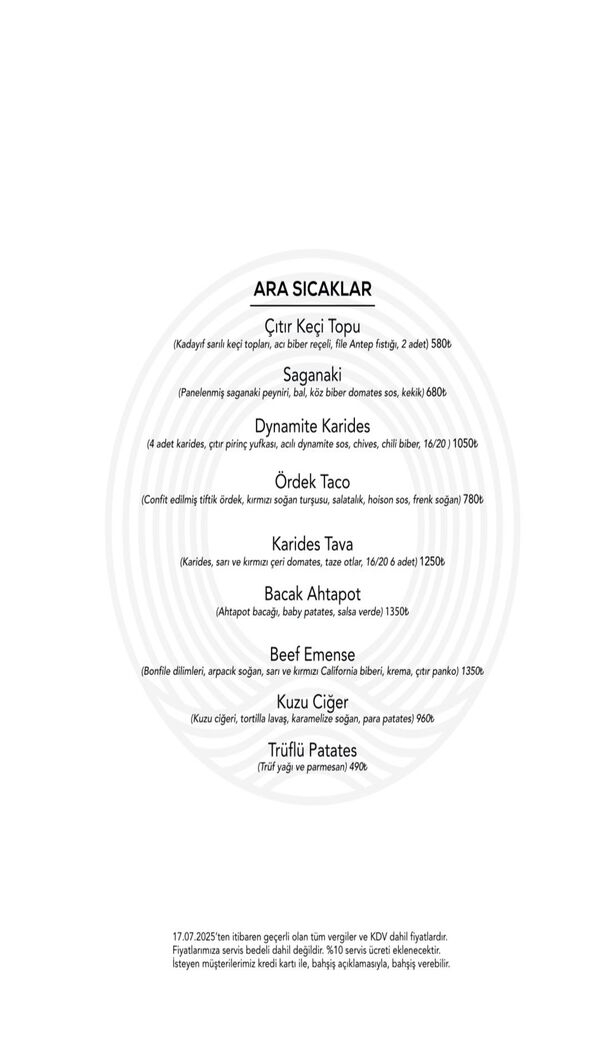 ARA SICAKLAR
Çıtır Keçi Topu
(Kadayıf sarılı keçi topları, acı biber reçeli, file Antep fıstığı, 2 adet) 580₺
Saganaki
(Panelenmiş saganaki peyniri, bal, köz biber domates sos, kekik) 680₺
Dynamite Karides
(4 adet karides, çıtır pirinç yufkası, acılı dynamite sos, chives, chili biber, 16/20 ) 1050₺
Ördek Taco
(Confit edilmiş tiftik ördek, kırmızı soğan turşusu, salatalık, hoison sos, frenk soğan) 780₺
Karides Tava
(Karides, sarı ve kırmızı çeri domates, taze otlar, 16/20 6 adet) 1250₺
Bacak Ahtapot
(Ahtapot bacağı, baby patates, salsa verde) 1350₺
Beef Emense
(Bonfile dilimleri, arpacık soğan, sarı ve kırmızı California biberi, krema, çıtır panko) 1350₺
Kuzu Ciğer
(Kuzu ciğeri, tortilla lavaş, karamelize soğan, para patates) 960₺
Trüflü Patates
(Trüf yağı ve parmesan) 490₺
17.07.2025'ten itibaren geçerli olan tüm vergiler ve KDV dahil fiyatlardır.
Fiyatlarımıza servis bedeli dahil değildir. %10 servis ücreti eklenecektir.
İsteyen müşterilerimiz kredi kartı ile, bahşiş açıklamasıyla, bahşiş verebilir.